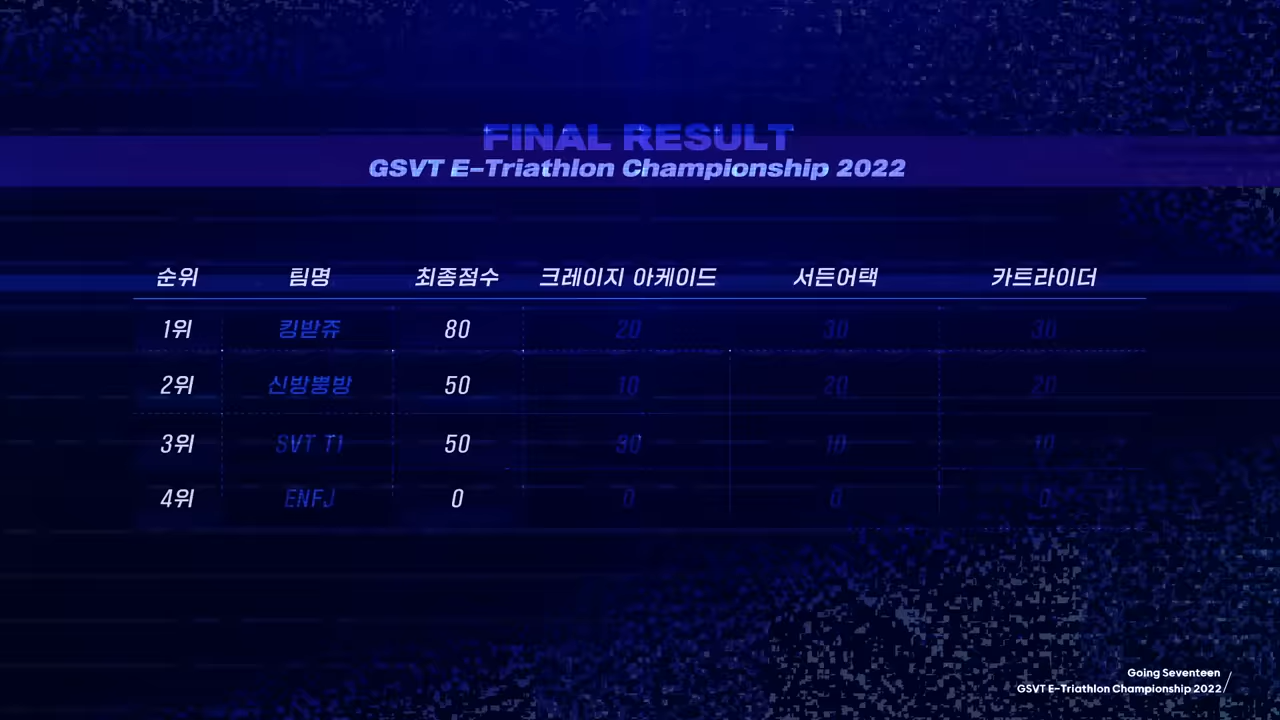 FINAL RESULT
GSVT E-Triathlon Championship 2022
순위 팀명 최종점수 크레이지 아케이드 서든어택 카트라이더
1위 킹받쥬 80 20 30 30
2위 신방뿡방 50 10 20 20
3위 SVT T1 50 30 10 10
4위 ENFJ 0 0 0 0
Going Seventeen
GSVT E-Triathlon Championship 2022